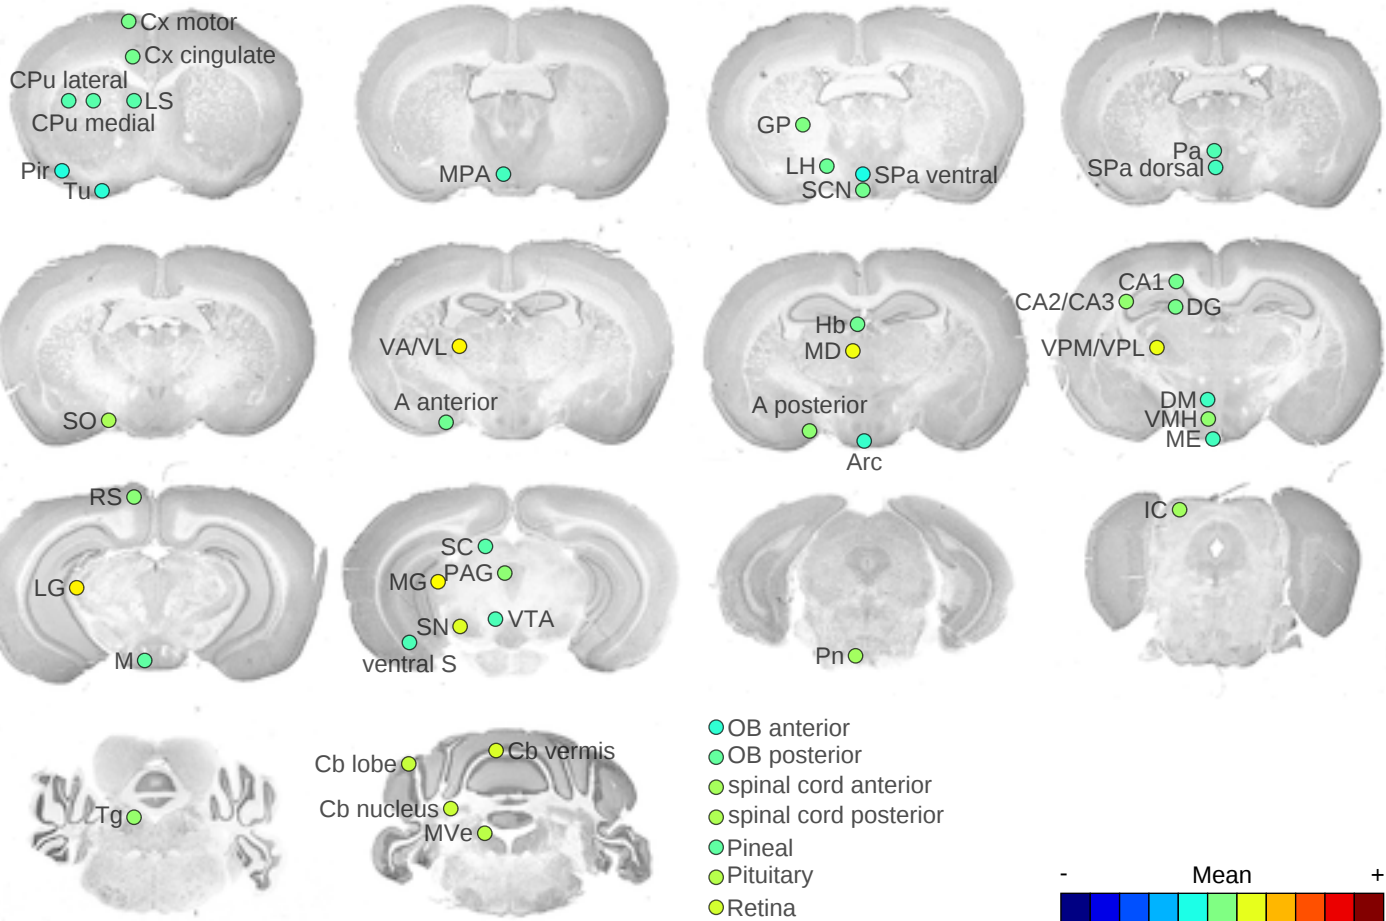 Cx motor
Cx cingulate
CPu lateral
LS
CPu medial
Pir
Tu
MPA
GP
LH
SPa ventral
SCN
Pa
SPa dorsal
SO
VA/VL
A anterior
Hb
MD
A posterior
Arc
CA1
CA2/CA3
DG
VPM/VPL
DM
VMH
ME
RS
LG
M
SC
PAG
MG
SN
VTA
ventral S
Pn
IC
Tg
Cb lobe
Cb vermis
Cb nucleus
MVe
OB anterior
OB posterior
spinal cord anterior
spinal cord posterior
Pineal
Pituitary
Retina
- Mean +